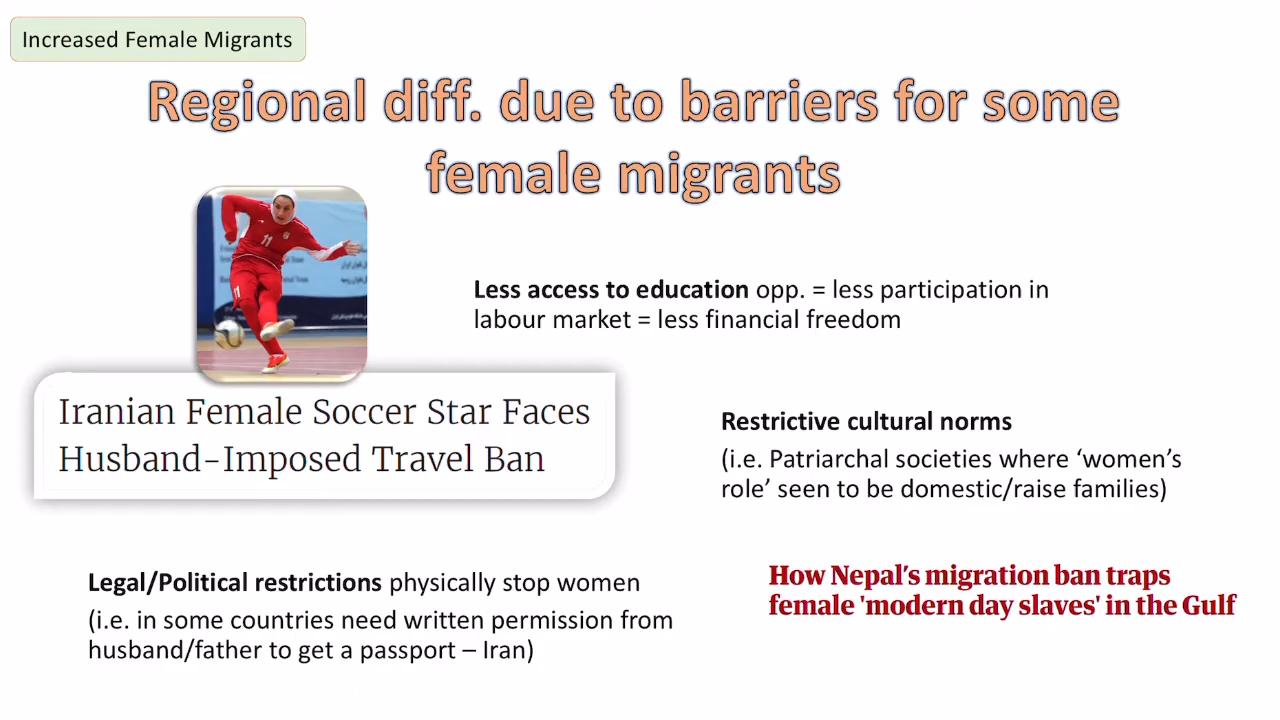 Increased Female Migrants
Regional diff. due to barriers for some
female migrants
11
11
Less access to education opp. = less participation in
labour market = less financial freedom
Iranian Female Soccer Star Faces
Husband-Imposed Travel Ban
Restrictive cultural norms
(i.e. Patriarchal societies where ‘women’s
role’ seen to be domestic/raise families)
How Nepal’s migration ban traps
female 'modern day slaves' in the Gulf
Legal/Political restrictions physically stop women
(i.e. in some countries need written permission from
husband/father to get a passport – Iran)